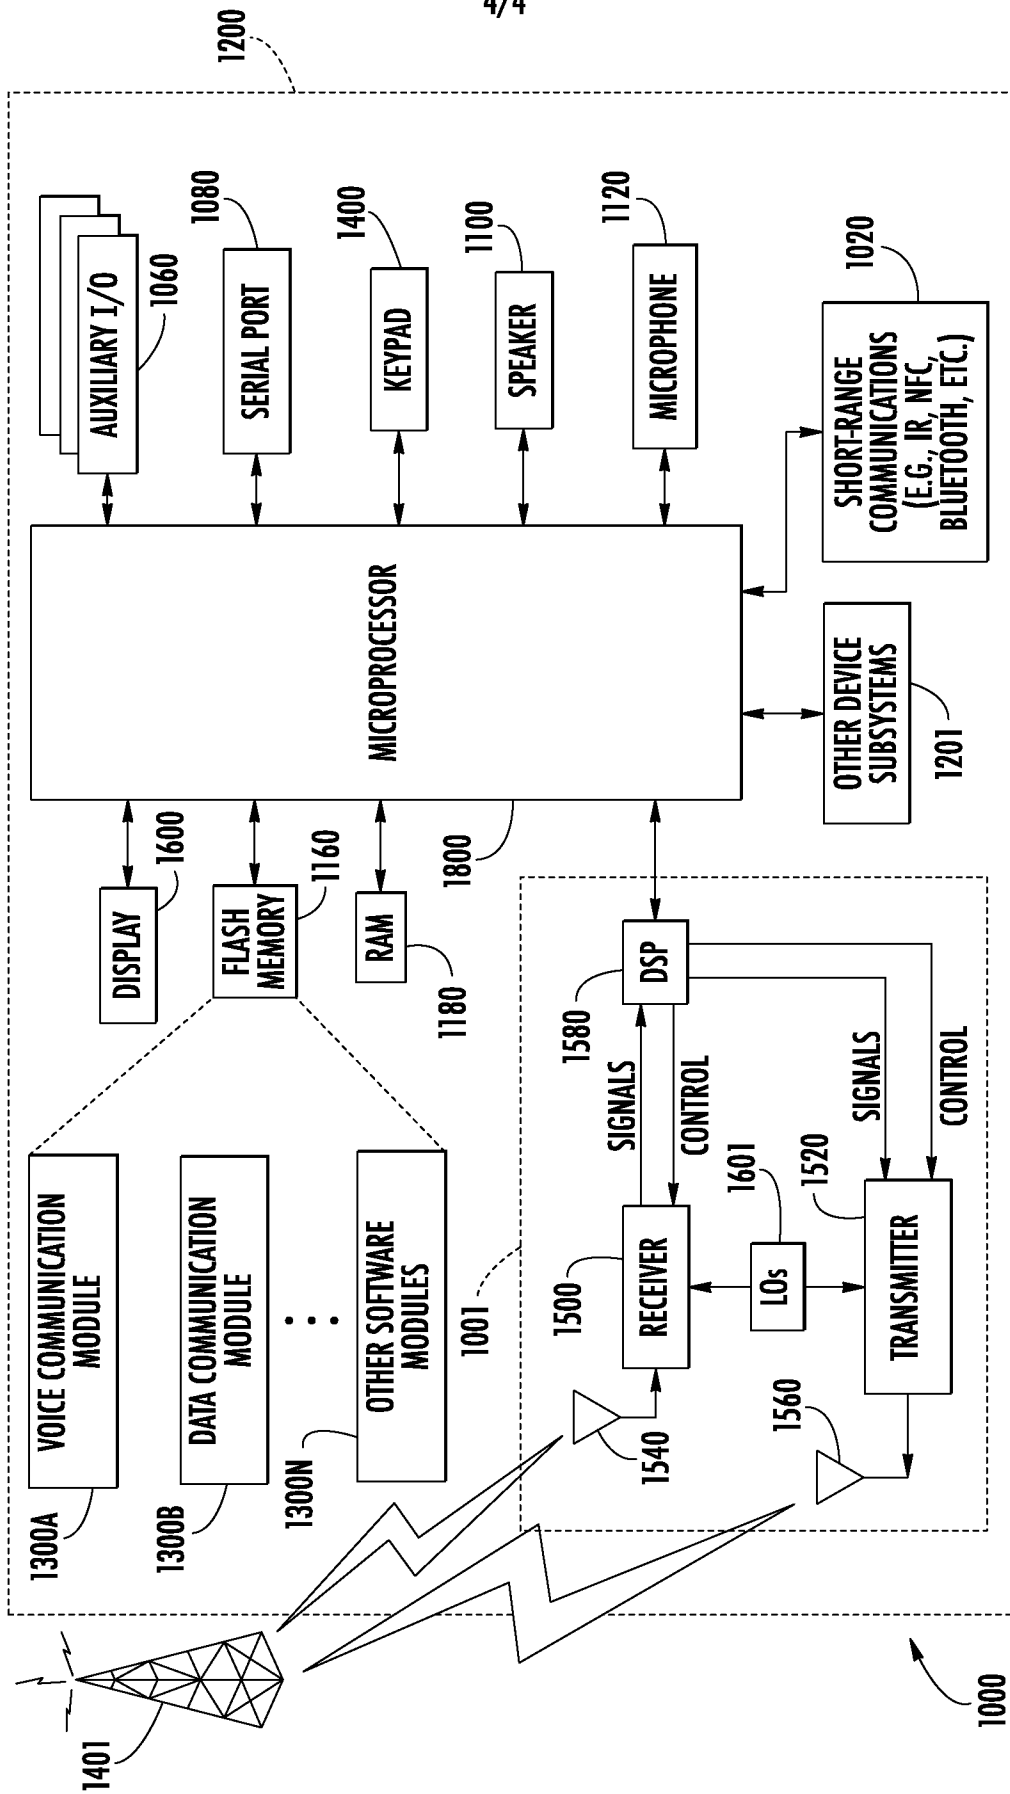 4/4
1200
AUXILIARY I/O
1060
SERIAL PORT
1080
KEYPAD
1400
SPEAKER
1100
MICROPHONE
1120
SHORT-RANGE
COMMUNICATIONS
(E.G., IR, NFC,
BLUETOOTH, ETC.)
1020
MICROPROCESSOR
1800
OTHER DEVICE
SUBSYSTEMS
1201
DISPLAY
1600
FLASH
MEMORY
1160
RAM
1180
VOICE COMMUNICATION
MODULE
1300A
DATA COMMUNICATION
MODULE
1300B
OTHER SOFTWARE
MODULES
1300N
1001
DSP
1580
SIGNALS
CONTROL
SIGNALS
CONTROL
RECEIVER
1500
LOs
1601
TRANSMITTER
1520
1540
1560
1401
1000